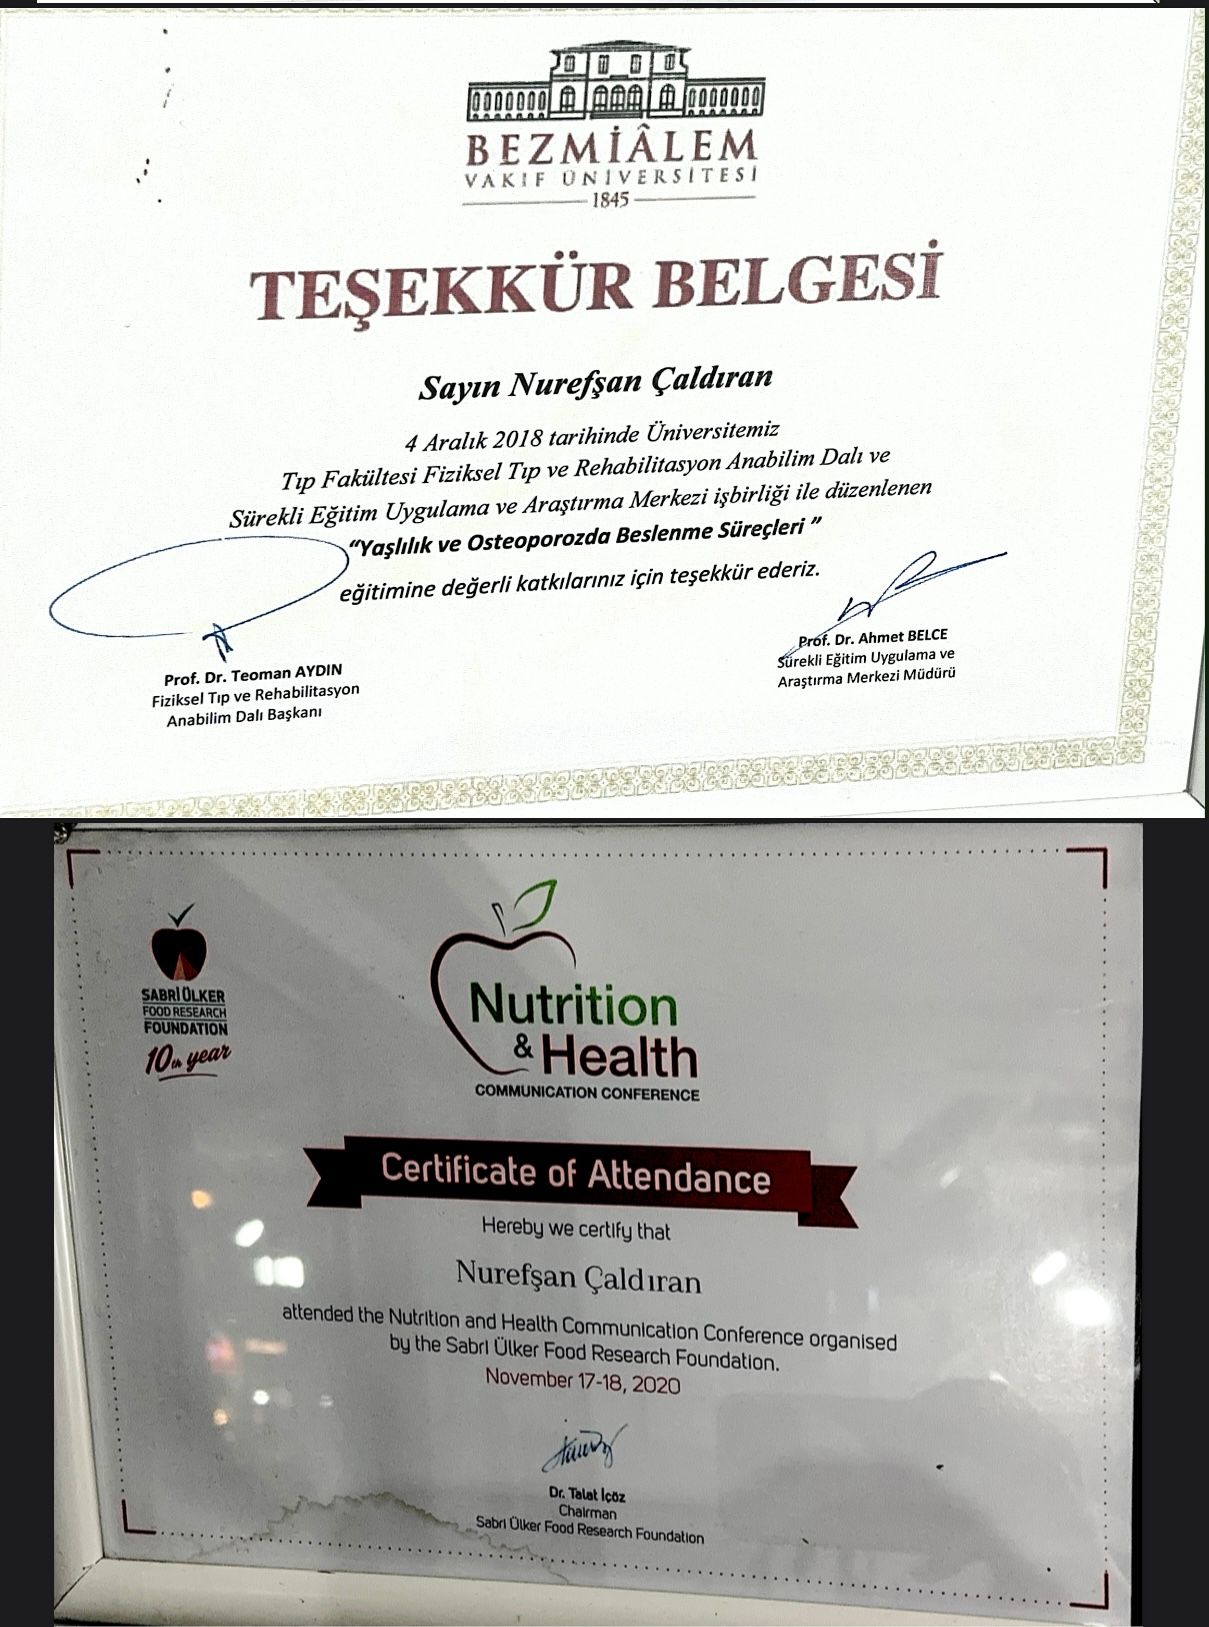 BEZMİÂLEM
VAKIF ÜNİVERSİTESİ
1845
TEŞEKKÜR BELGESİ
Sayın Nurefşan Çaldıran
4 Aralık 2018 tarihinde Üniversitemiz
Tıp Fakültesi Fiziksel Tıp ve Rehabilitasyon Anabilim Dalı ve
Sürekli Eğitim Uygulama ve Araştırma Merkezi işbirliği ile düzenlenen
“Yaşlılık ve Osteoporozda Beslenme Süreçleri ”
eğitimine değerli katkılarınız için teşekkür ederiz.
Prof. Dr. Teoman AYDIN
Fiziksel Tıp ve Rehabilitasyon
Anabilim Dalı Başkanı
Prof. Dr. Ahmet BELCE
Sürekli Eğitim Uygulama ve
Araştırma Merkezi Müdürü
SABRİ ÜLKER
FOOD RESEARCH
FOUNDATION
10th year
Nutrition
& Health
COMMUNICATION CONFERENCE
Certificate of Attendance
Hereby we certify that
Nurefşan Çaldıran
attended the Nutrition and Health Communication Conference organised
by the Sabri Ülker Food Research Foundation.
November 17-18, 2020
Dr. Talat İçöz
Chairman
Sabri Ülker Food Research Foundation